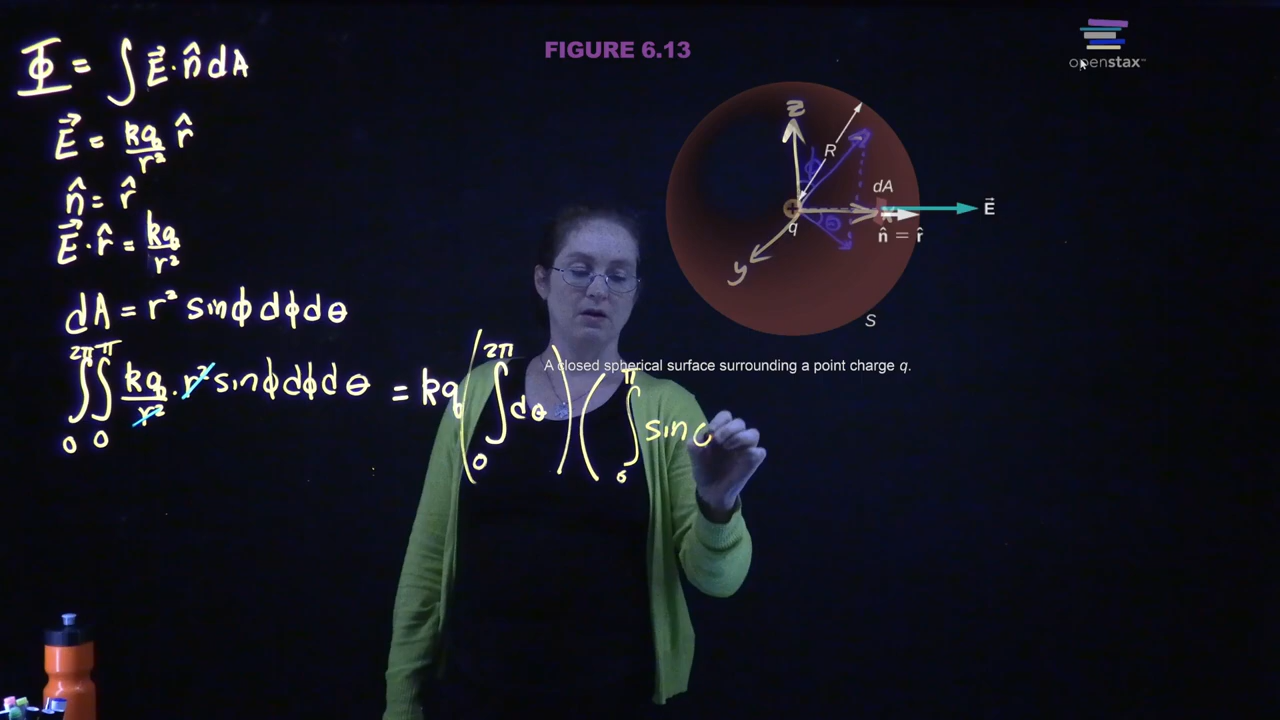 Φ = ∫ E⃗ · n̂ dA
E⃗ = kq/r² r̂
n̂ = r̂
E⃗ · r̂ = kq/r²
dA = r² sinϕ dϕ dθ
∫₀^2π ∫₀^π kq/r² · r² sinϕ dϕ dθ = kq (∫₀^2π dθ) (∫₀^π sin
FIGURE 6.13
openstax™
z
R
ϕ
dA
E⃗
q
θ
n̂ = r̂
y
S
A closed spherical surface surrounding a point charge q.